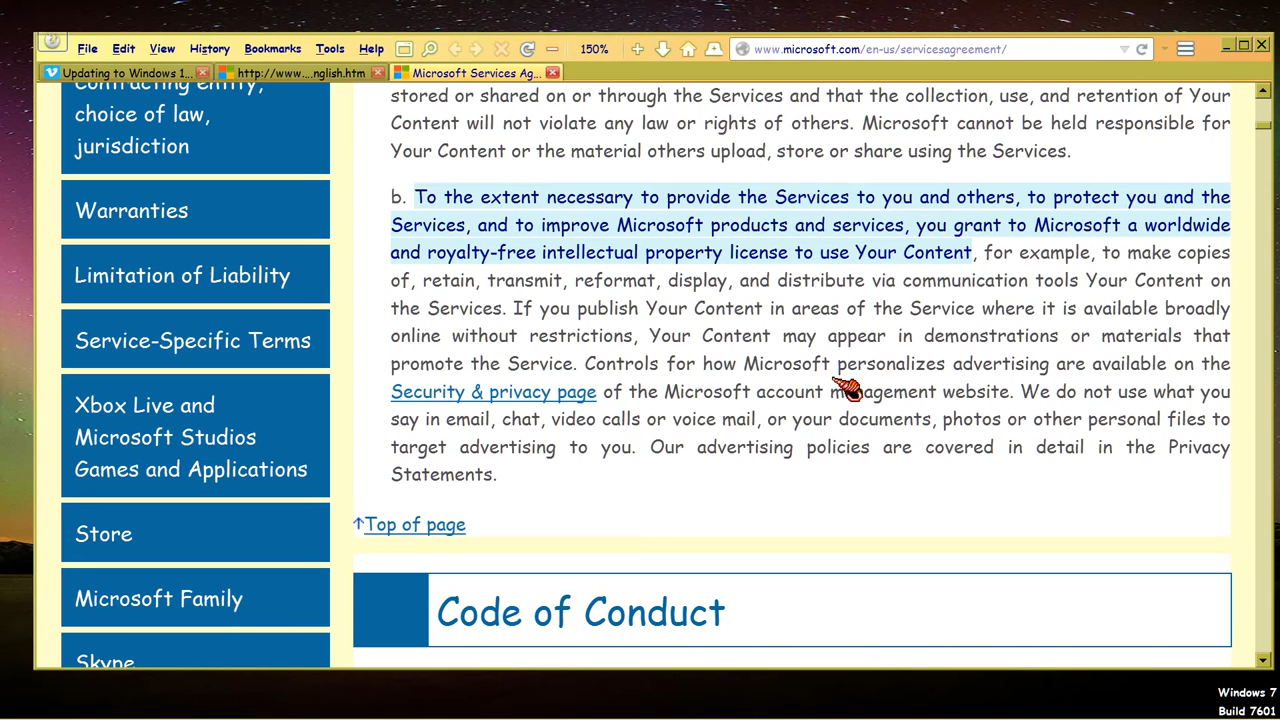 File Edit View History Bookmarks Tools Help 150% www.microsoft.com/en-us/servicesagreement/
Updating to Windows 1... http://www....nglish.htm Microsoft Services Ag...
contracting entity,
choice of law,
jurisdiction
Warranties
Limitation of Liability
Service-Specific Terms
Xbox Live and
Microsoft Studios
Games and Applications
Store
Microsoft Family
Skype
stored or shared on or through the Services and that the collection, use, and retention of Your
Content will not violate any law or rights of others. Microsoft cannot be held responsible for
Your Content or the material others upload, store or share using the Services.
b. To the extent necessary to provide the Services to you and others, to protect you and the
Services, and to improve Microsoft products and services, you grant to Microsoft a worldwide
and royalty-free intellectual property license to use Your Content, for example, to make copies
of, retain, transmit, reformat, display, and distribute via communication tools Your Content on
the Services. If you publish Your Content in areas of the Service where it is available broadly
online without restrictions, Your Content may appear in demonstrations or materials that
promote the Service. Controls for how Microsoft personalizes advertising are available on the
Security & privacy page of the Microsoft account management website. We do not use what you
say in email, chat, video calls or voice mail, or your documents, photos or other personal files to
target advertising to you. Our advertising policies are covered in detail in the Privacy
Statements.
↑Top of page
Code of Conduct
Windows 7
Build 7601